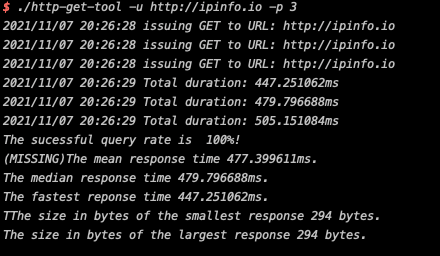 $ ./http-get-tool -u http://ipinfo.io -p 3
2021/11/07 20:26:28 issuing GET to URL: http://ipinfo.io
2021/11/07 20:26:28 issuing GET to URL: http://ipinfo.io
2021/11/07 20:26:28 issuing GET to URL: http://ipinfo.io
2021/11/07 20:26:29 Total duration: 447.251062ms
2021/11/07 20:26:29 Total duration: 479.796688ms
2021/11/07 20:26:29 Total duration: 505.151084ms
The sucessful query rate is  100%!
(MISSING)The mean response time 477.399611ms.
The median response time 479.796688ms.
The fastest reponse time 447.251062ms.
TThe size in bytes of the smallest response 294 bytes.
The size in bytes of the largest response 294 bytes.